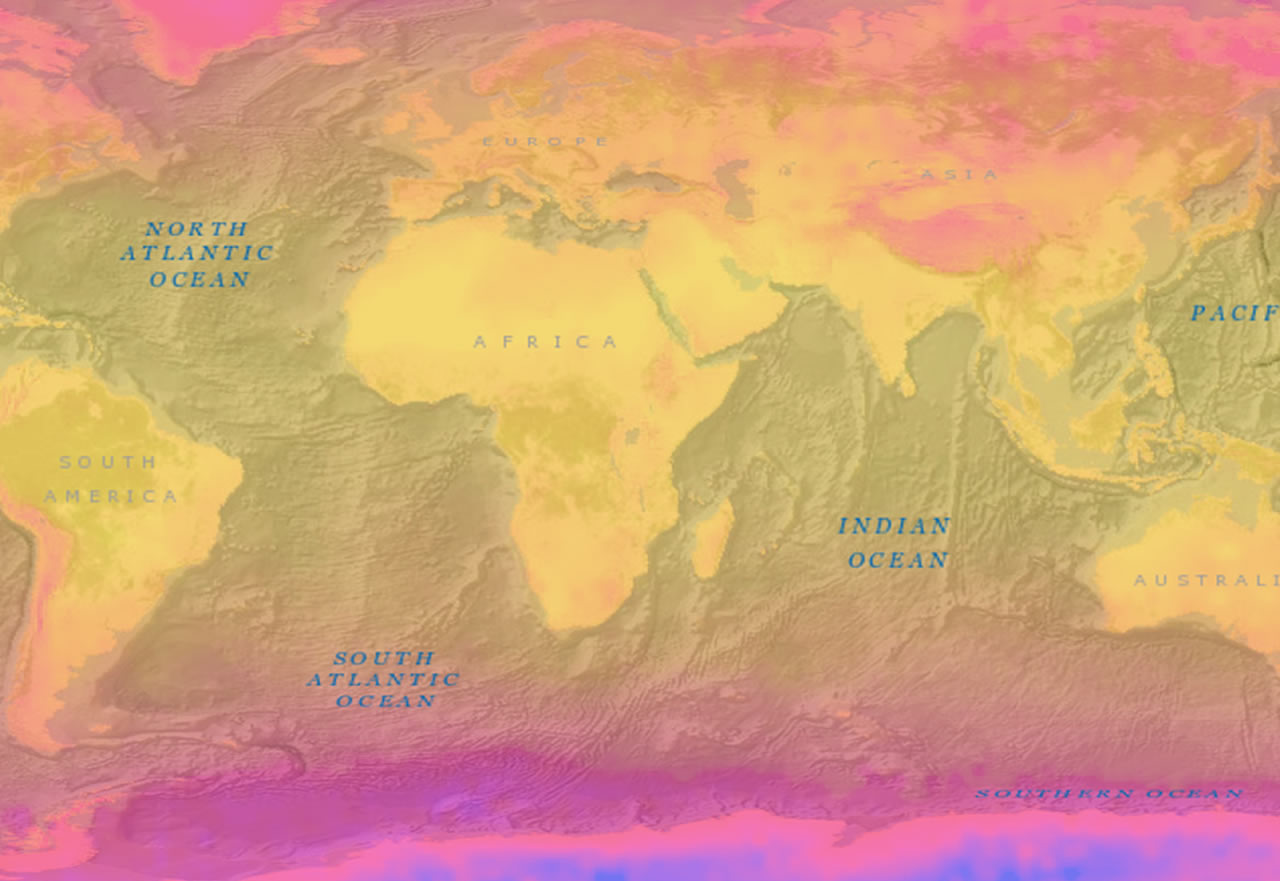 EUROPE
ASIA
NORTH
ATLANTIC
OCEAN
PACIF
AFRICA
SOUTH
AMERICA
INDIAN
OCEAN
AUSTRALI
SOUTH
ATLANTIC
OCEAN
SOUTHERN OCEAN